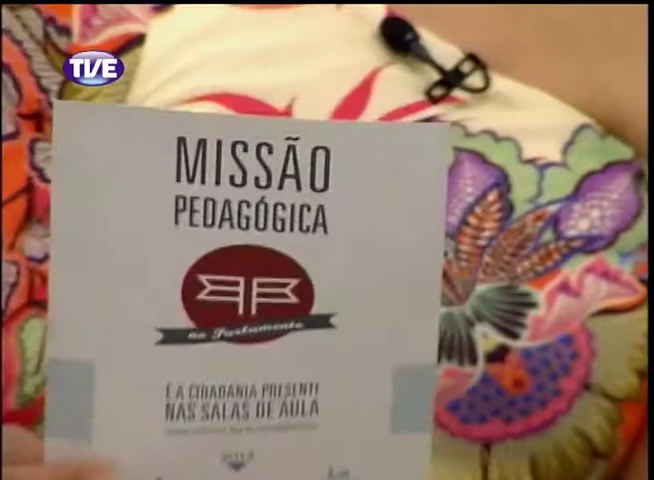 TVE
MISSÃO
PEDAGÓGICA
no Parlamento
É A CIDADANIA PRESENTE
NAS SALAS DE AULA